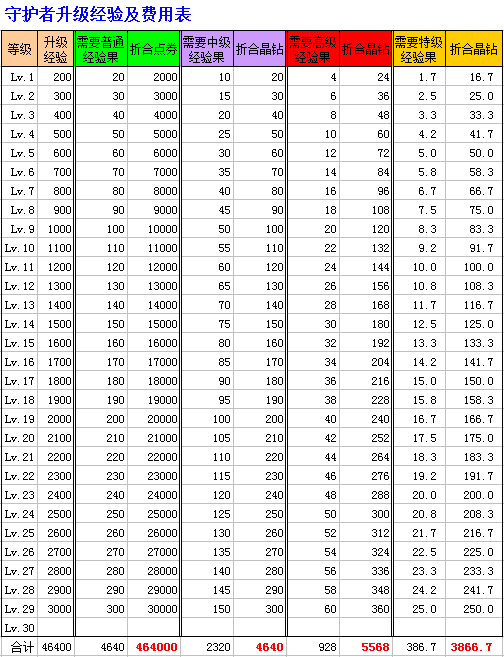 守护者升级经验及费用表
等级 升级经验 需要普通经验果 折合点券 需要中级经验果 折合晶钻 需要高级经验果 折合晶钻 需要特级经验果 折合晶钻
Lv.1 200 20 2000 10 20 4 24 1.7 16.7
Lv.2 300 30 3000 15 30 6 36 2.5 25.0
Lv.3 400 40 4000 20 40 8 48 3.3 33.3
Lv.4 500 50 5000 25 50 10 60 4.2 41.7
Lv.5 600 60 6000 30 60 12 72 5.0 50.0
Lv.6 700 70 7000 35 70 14 84 5.8 58.3
Lv.7 800 80 8000 40 80 16 96 6.7 66.7
Lv.8 900 90 9000 45 90 18 108 7.5 75.0
Lv.9 1000 100 10000 50 100 20 120 8.3 83.3
Lv.10 1100 110 11000 55 110 22 132 9.2 91.7
Lv.11 1200 120 12000 60 120 24 144 10.0 100.0
Lv.12 1300 130 13000 65 130 26 156 10.8 108.3
Lv.13 1400 140 14000 70 140 28 168 11.7 116.7
Lv.14 1500 150 15000 75 150 30 180 12.5 125.0
Lv.15 1600 160 16000 80 160 32 192 13.3 133.3
Lv.16 1700 170 17000 85 170 34 204 14.2 141.7
Lv.17 1800 180 18000 90 180 36 216 15.0 150.0
Lv.18 1900 190 19000 95 190 38 228 15.8 158.3
Lv.19 2000 200 20000 100 200 40 240 16.7 166.7
Lv.20 2100 210 21000 105 210 42 252 17.5 175.0
Lv.21 2200 220 22000 110 220 44 264 18.3 183.3
Lv.22 2300 230 23000 115 230 46 276 19.2 191.7
Lv.23 2400 240 24000 120 240 48 288 20.0 200.0
Lv.24 2500 250 25000 125 250 50 300 20.8 208.3
Lv.25 2600 260 26000 130 260 52 312 21.7 216.7
Lv.26 2700 270 27000 135 270 54 324 22.5 225.0
Lv.27 2800 280 28000 140 280 56 336 23.3 233.3
Lv.28 2900 290 29000 145 290 58 348 24.2 241.7
Lv.29 3000 300 30000 150 300 60 360 25.0 250.0
Lv.30
合计 46400 4640 464000 2320 4640 928 5568 386.7 3866.7